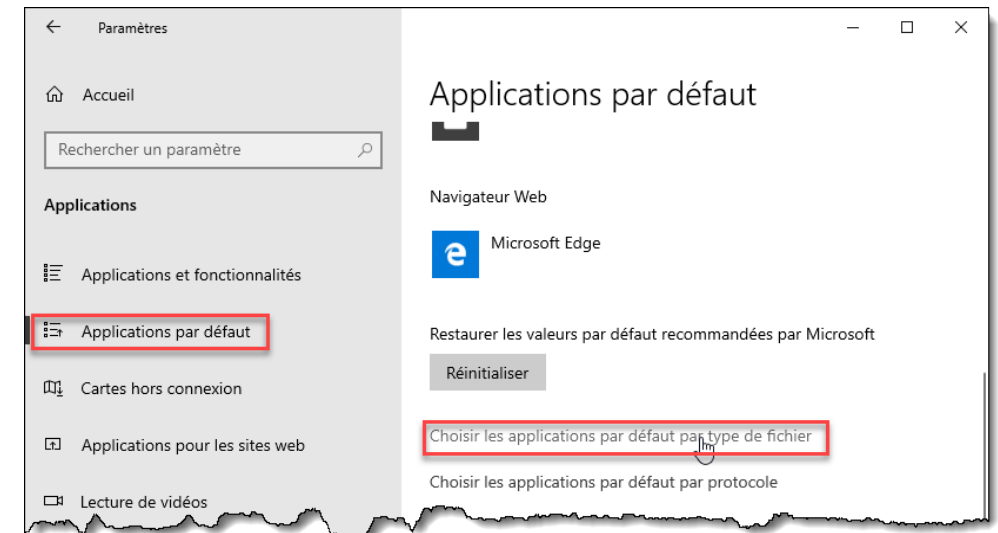 Paramètres
Accueil
Rechercher un paramètre
Applications
Applications et fonctionnalités
Applications par défaut
Cartes hors connexion
Applications pour les sites web
Lecture de vidéos
Applications par défaut
Navigateur Web
Microsoft Edge
Restaurer les valeurs par défaut recommandées par Microsoft
Réinitialiser
Choisir les applications par défaut par type de fichier
Choisir les applications par défaut par protocole